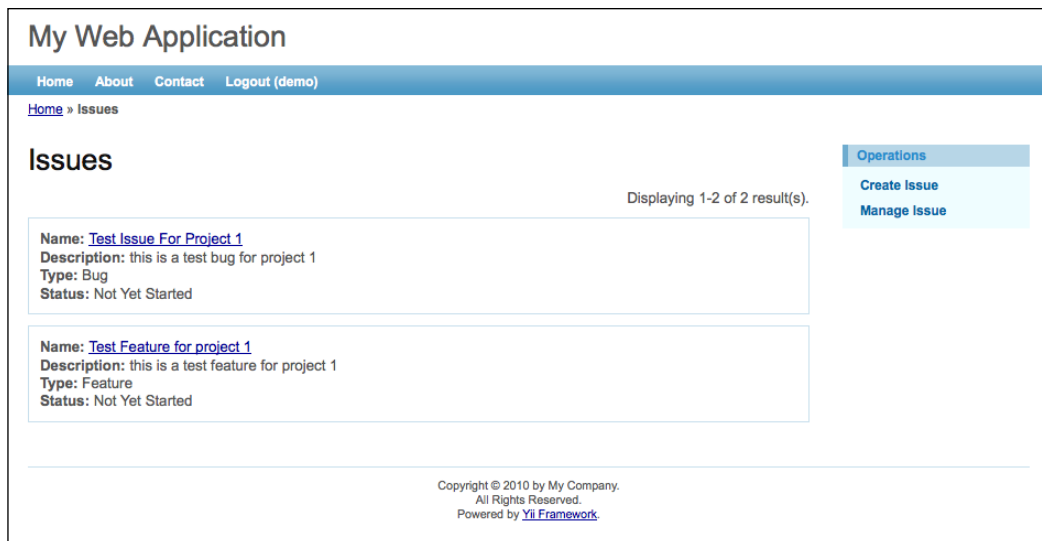 My Web Application
Home About Contact Logout (demo)
Home » Issues
Issues
Displaying 1-2 of 2 result(s).
Name: Test Issue For Project 1
Description: this is a test bug for project 1
Type: Bug
Status: Not Yet Started
Name: Test Feature for project 1
Description: this is a test feature for project 1
Type: Feature
Status: Not Yet Started
Operations
Create Issue
Manage Issue
Copyright © 2010 by My Company.
All Rights Reserved.
Powered by Yii Framework.